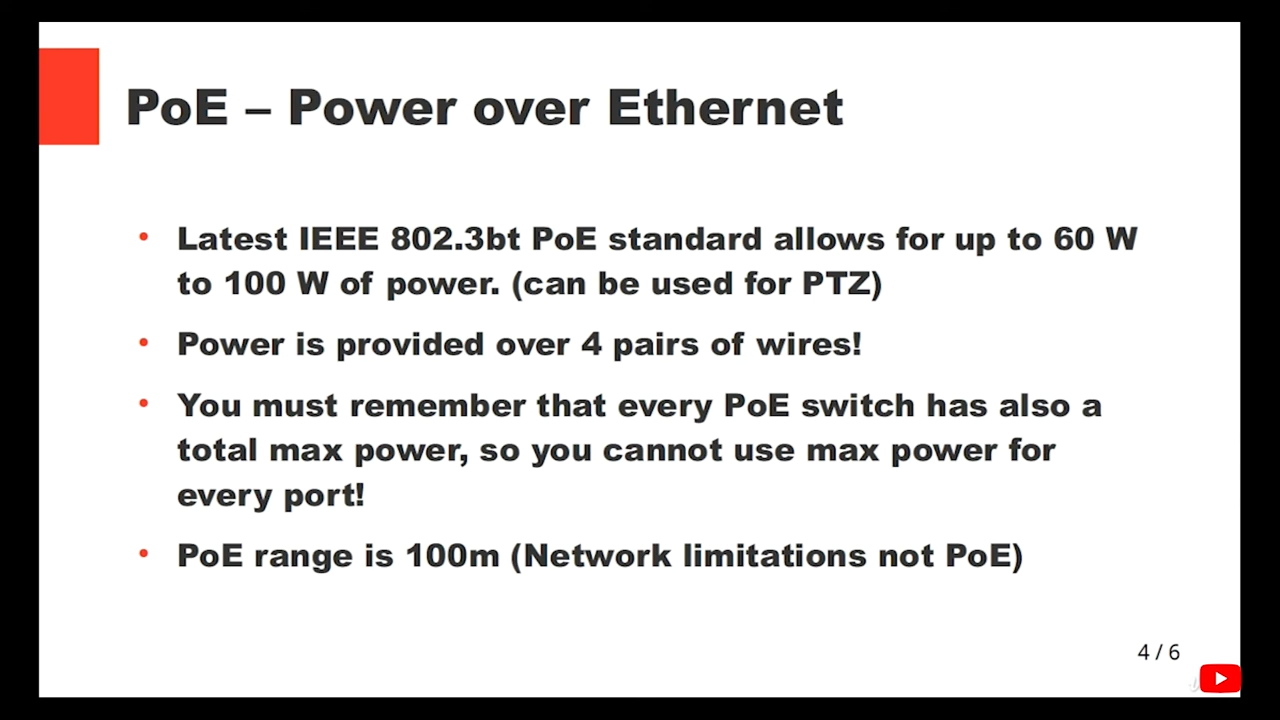 PoE – Power over Ethernet
• Latest IEEE 802.3bt PoE standard allows for up to 60 W
to 100 W of power. (can be used for PTZ)
• Power is provided over 4 pairs of wires!
• You must remember that every PoE switch has also a
total max power, so you cannot use max power for
every port!
• PoE range is 100m (Network limitations not PoE)
4 / 6